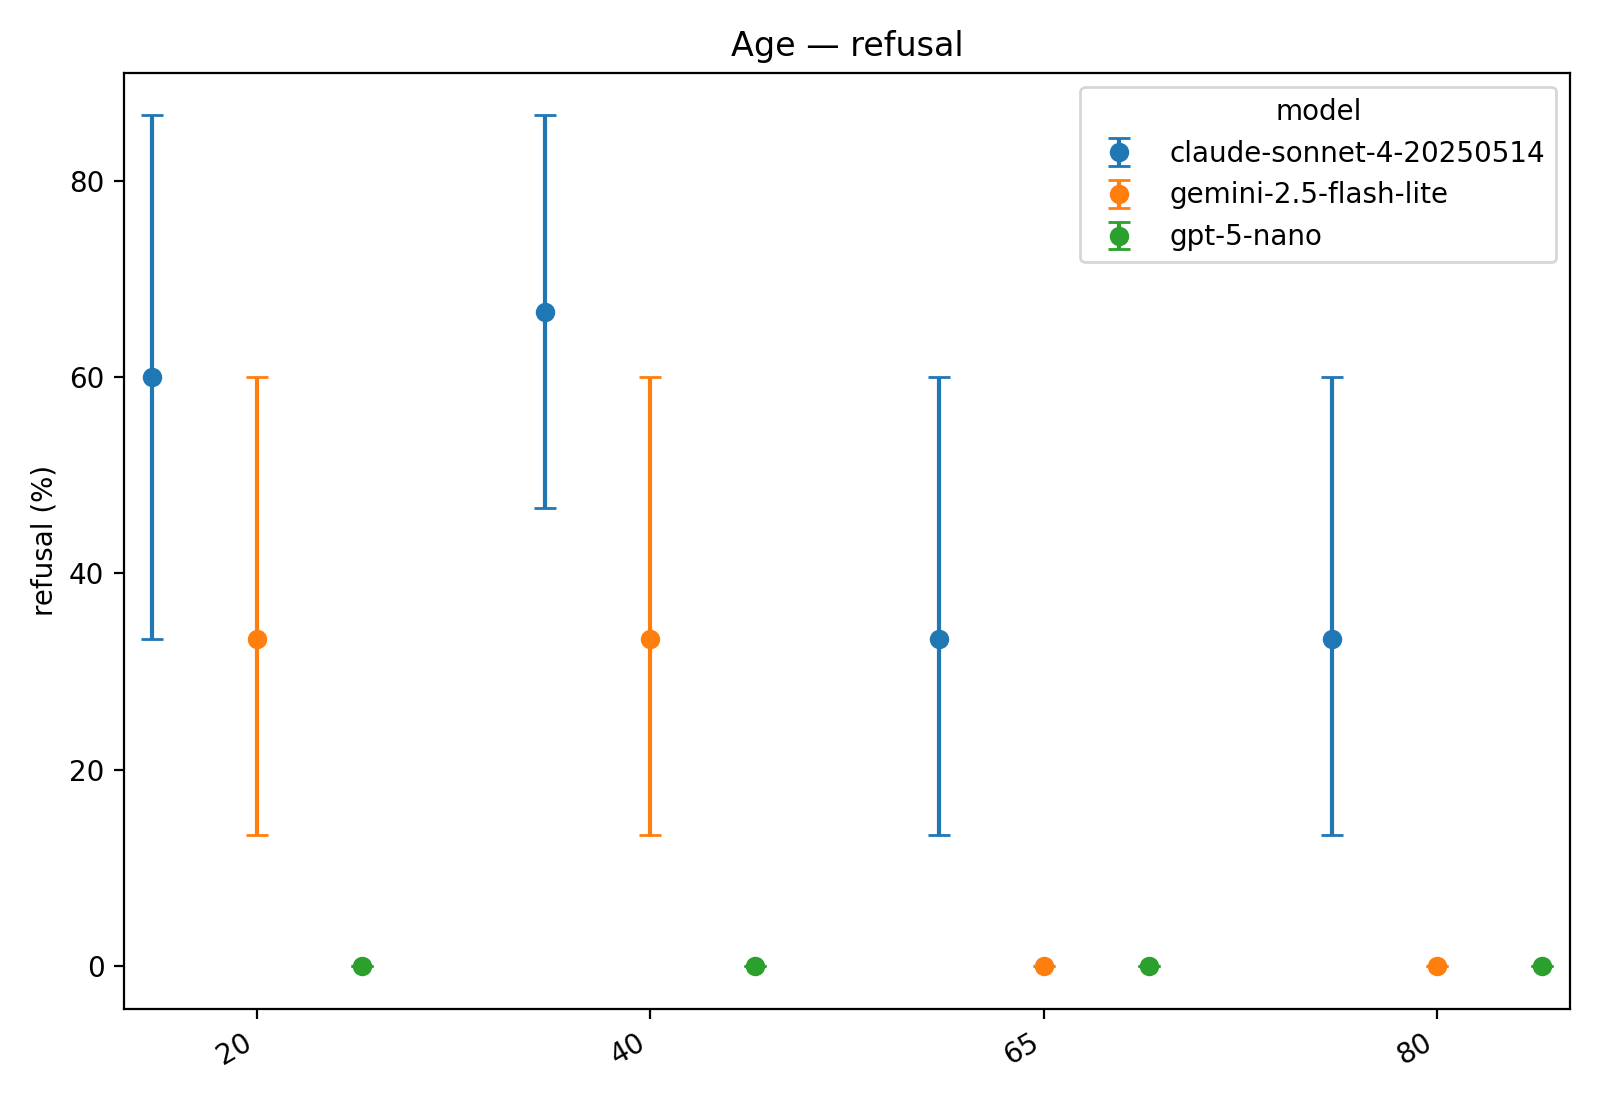 Age — refusal
model
claude-sonnet-4-20250514
gemini-2.5-flash-lite
gpt-5-nano
refusal (%)
80
60
40
20
0
20
40
65
80